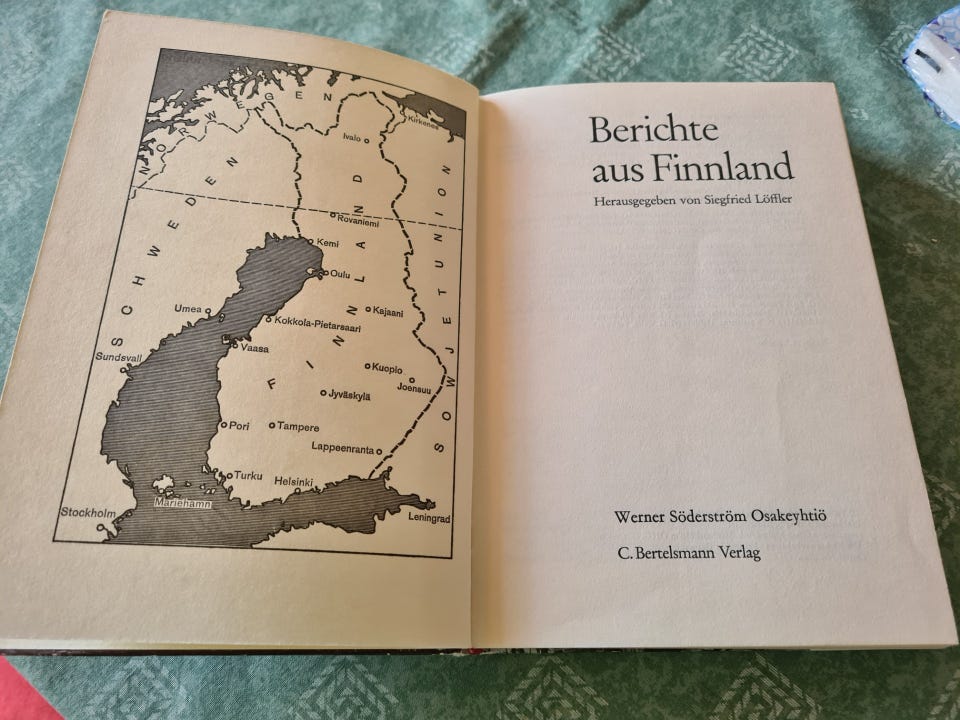 NORWEGEN
Kirkenes
Ivalo
SCHWEDEN
FINNLAND
SOWJETUNION
Rovaniemi
Kemi
Oulu
Umea
Kajaani
Kokkola-Pietarsaari
Vaasa
Sundsvall
Kuopio
Joensuu
Jyväskylä
Pori
Tampere
Lappeenranta
Turku
Helsinki
Mariehamn
Stockholm
Leningrad
Berichte
aus Finnland
Herausgegeben von Siegfried Löffler
Werner Söderström Osakeyhtiö
C. Bertelsmann Verlag